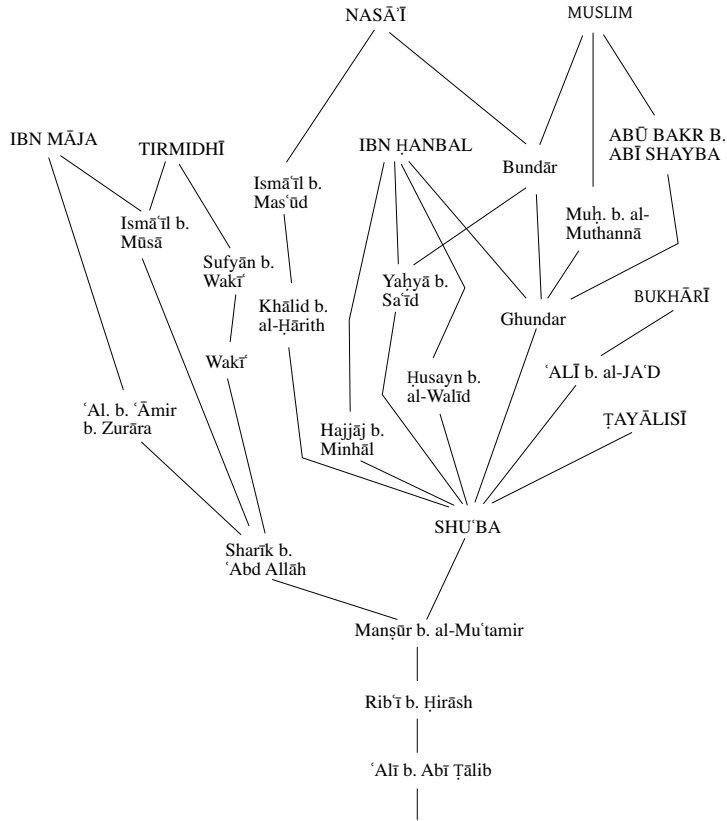 NASĀʾĪ
MUSLIM
IBN MĀJA
TIRMIDHĪ
IBN ḤANBAL
Bundār
ABŪ BAKR B.
ABĪ SHAYBA
Ismāʿīl b.
Masʿūd
Ismāʿīl b.
Mūsā
Muḥ. b. al-
Muthannā
Sufyān b.
Wakīʿ
Yaḥyā b.
Saʿīd
Khālid b.
al-Ḥārith
Ghundar
BUKHĀRĪ
Wakīʿ
Ḥusayn b.
al-Walīd
ʿALĪ b. al-JAʿD
ʿAl. b. ʿĀmir
b. Zurāra
Hajjāj b.
Minhāl
ṬAYĀLISĪ
SHUʿBA
Sharīk b.
ʿAbd Allāh
Manṣūr b. al-Muʿtamir
Ribʿī b. Ḥirāsh
ʿAlī b. Abī Ṭālib